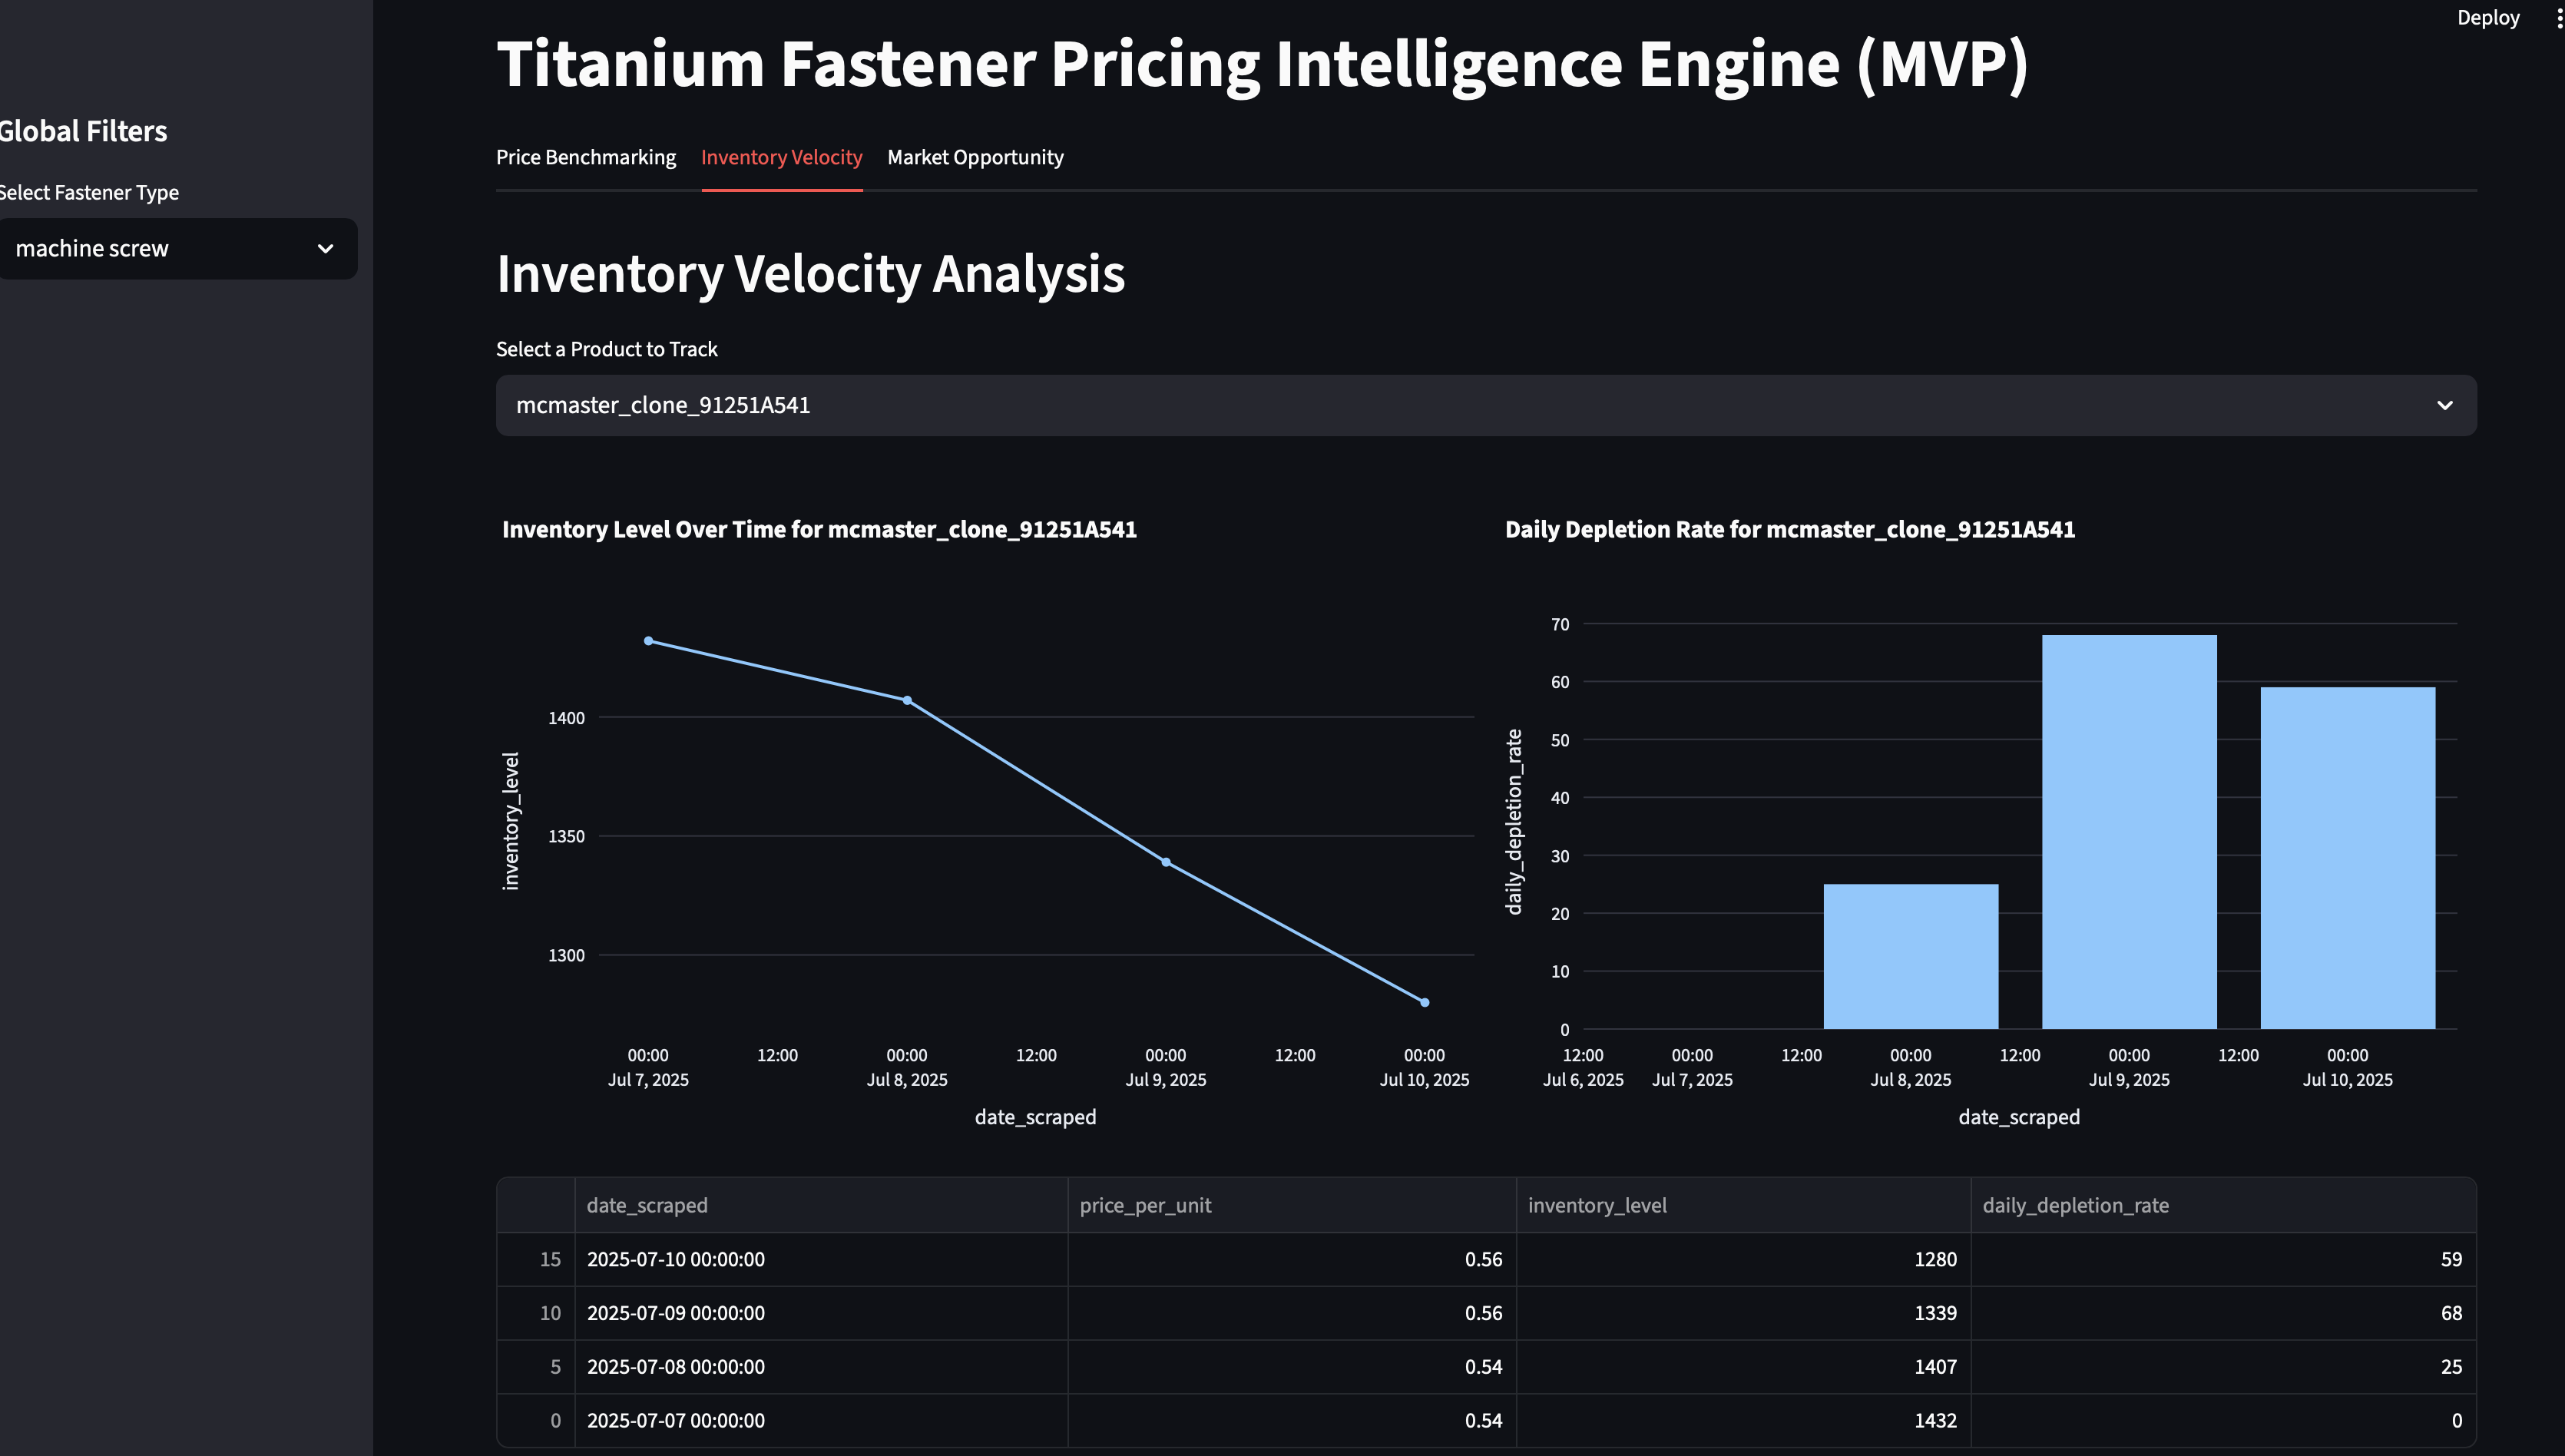 Deploy
Titanium Fastener Pricing Intelligence Engine (MVP)
Global Filters
Select Fastener Type
machine screw
Price Benchmarking Inventory Velocity Market Opportunity
Inventory Velocity Analysis
Select a Product to Track
mcmaster_clone_91251A541
Inventory Level Over Time for mcmaster_clone_91251A541
inventory_level
1400
1350
1300
00:00 12:00 00:00 12:00 00:00 12:00 00:00
Jul 7, 2025 Jul 8, 2025 Jul 9, 2025 Jul 10, 2025
date_scraped
Daily Depletion Rate for mcmaster_clone_91251A541
daily_depletion_rate
70
60
50
40
30
20
10
0
12:00 00:00 12:00 00:00 12:00 00:00 12:00 00:00
Jul 6, 2025 Jul 7, 2025 Jul 8, 2025 Jul 9, 2025 Jul 10, 2025
date_scraped
date_scraped price_per_unit inventory_level daily_depletion_rate
15 2025-07-10 00:00:00 0.56 1280 59
10 2025-07-09 00:00:00 0.56 1339 68
5 2025-07-08 00:00:00 0.54 1407 25
0 2025-07-07 00:00:00 0.54 1432 0